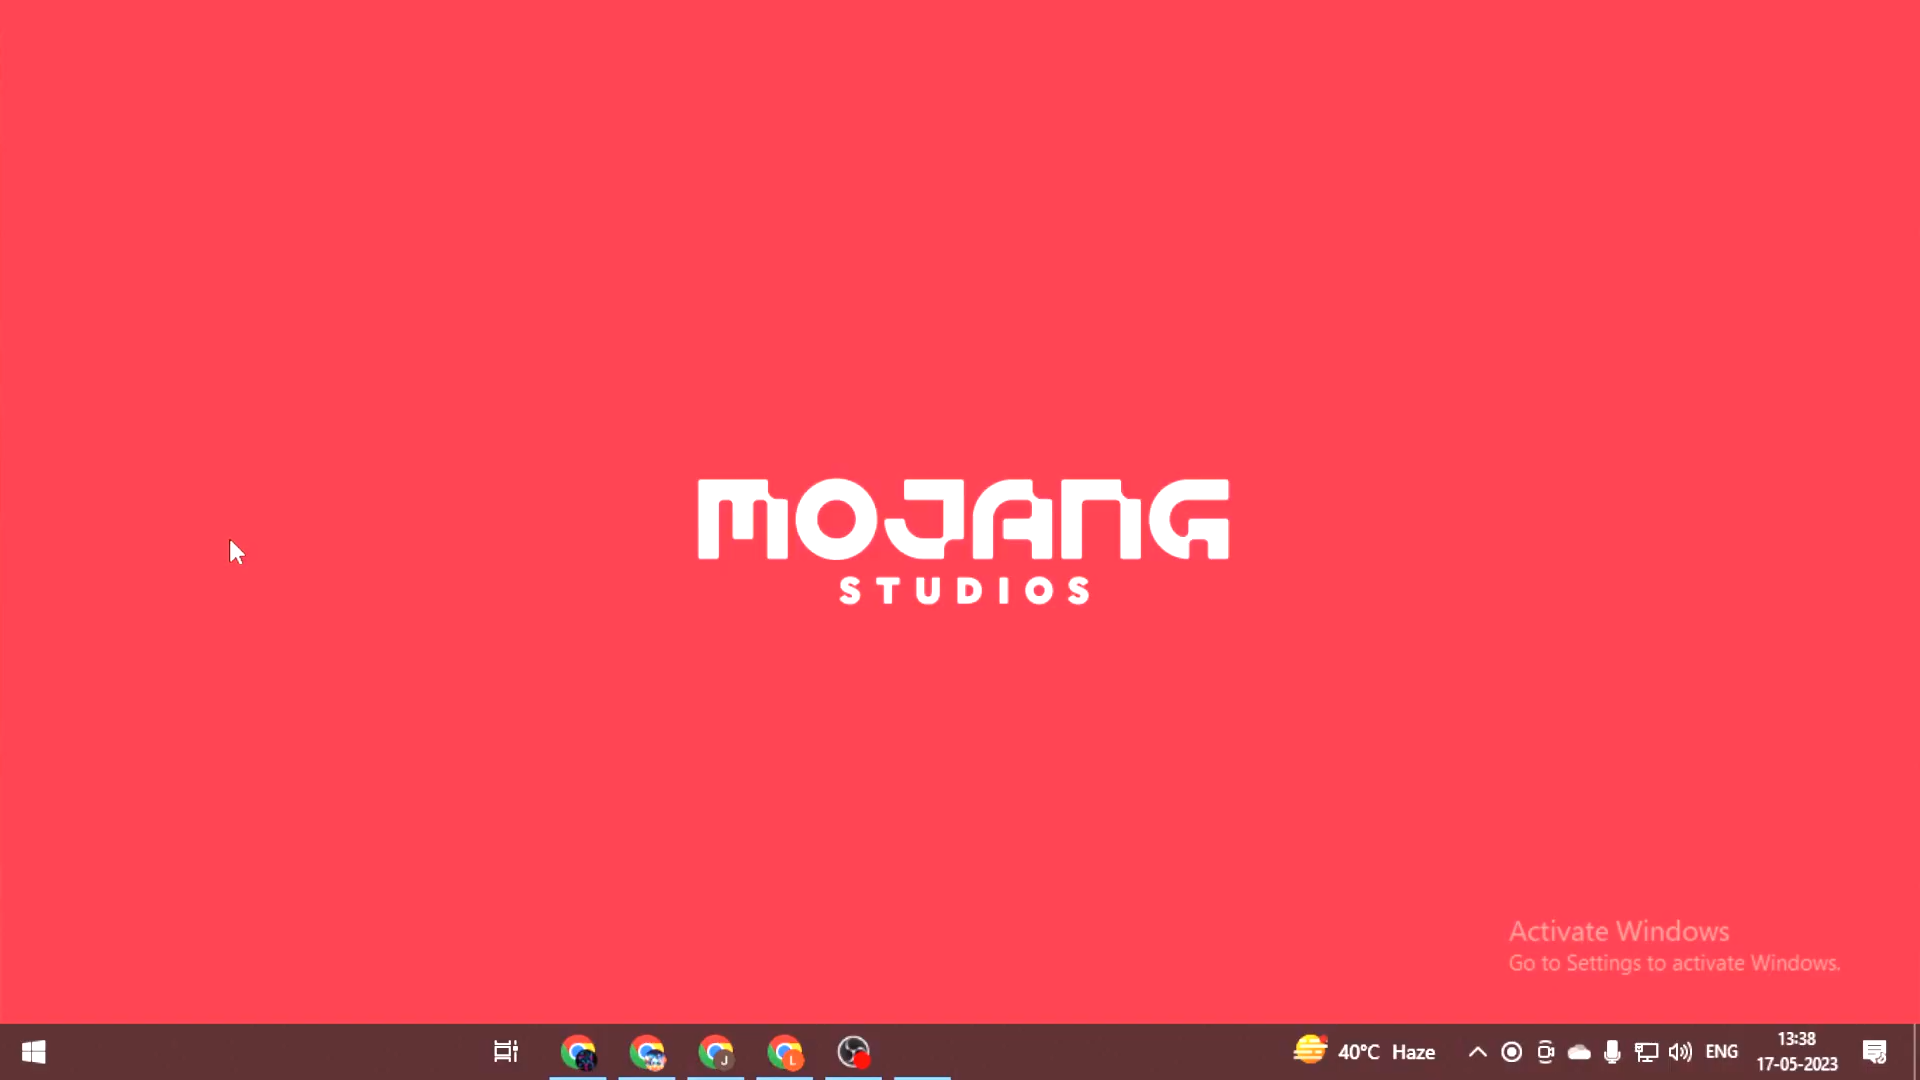 MOJANG
STUDIOS
Activate Windows
Go to Settings to activate Windows.
J
L
40°C Haze
ENG
13:38
17-05-2023